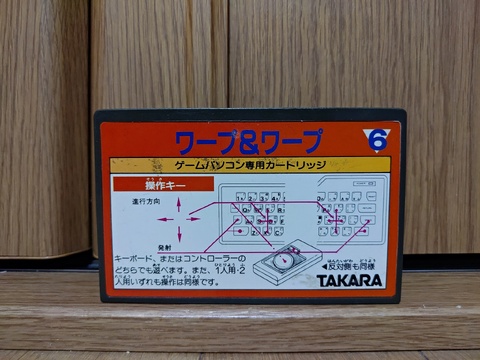 ワープ&ワープ
6
ゲームパソコン専用カートリッジ
操作キー
進行方向
発射
キーボード、またはコントローラーの
どちらでも遊べます。また、1人用・2
人用いずれも操作は同様です。
◀反対側も同様
TAKARA